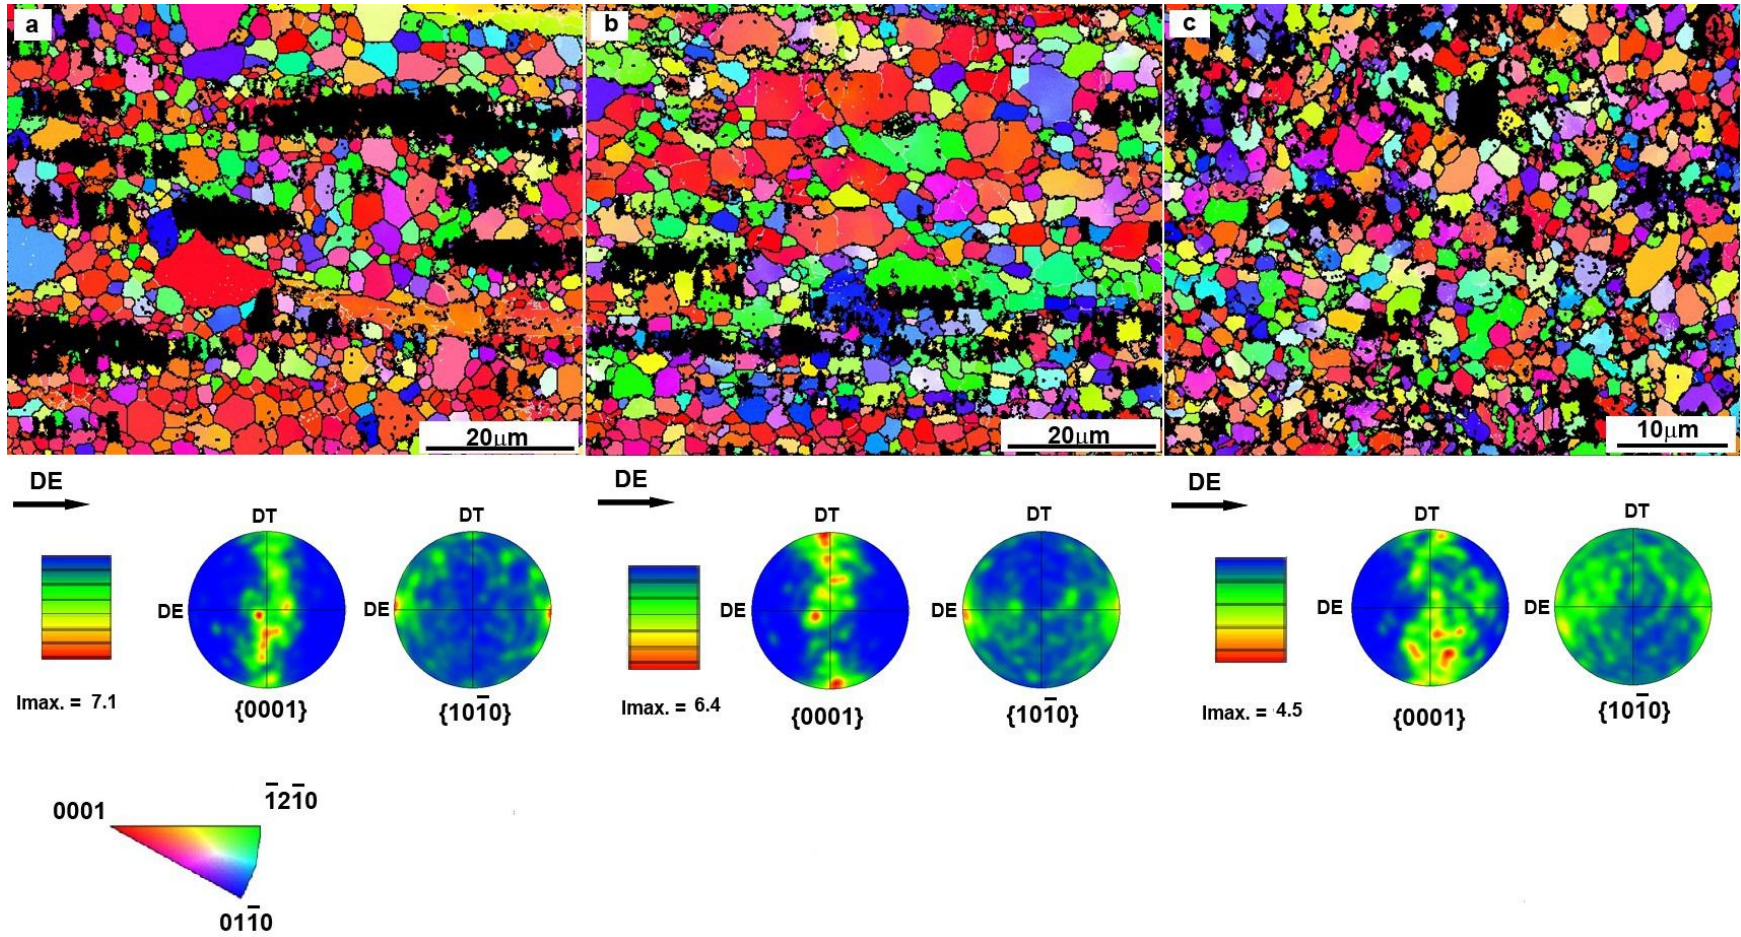 a
b
c
20μm
20μm
10μm
DE
DE
DE
DT
DT
DT
DT
DT
DT
DE
DE
DE
DE
DE
DE
Imax. = 7.1
{0001}
{101̅0}
Imax. = 6.4
{0001}
{101̅0}
Imax. = 4.5
{0001}
{101̅0}
0001
1̅21̅0
011̅0